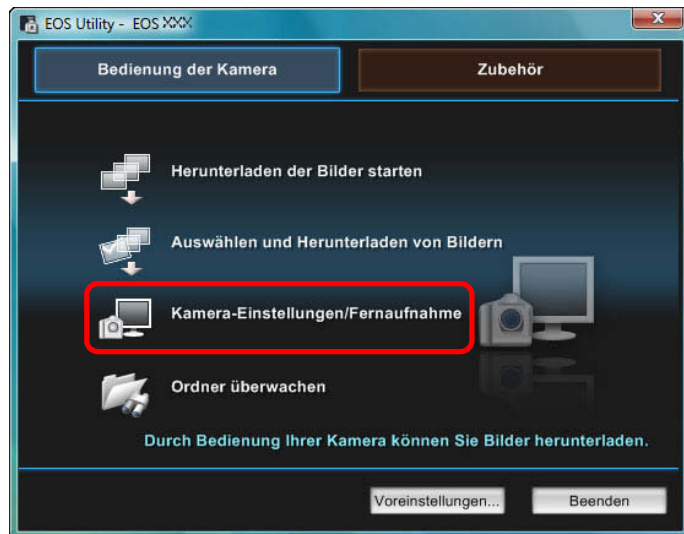 EOS Utility - EOS XXX
Bedienung der Kamera
Zubehör
Herunterladen der Bilder starten
Auswählen und Herunterladen von Bildern
Kamera-Einstellungen/Fernaufnahme
Ordner überwachen
Durch Bedienung Ihrer Kamera können Sie Bilder herunterladen.
Voreinstellungen...
Beenden